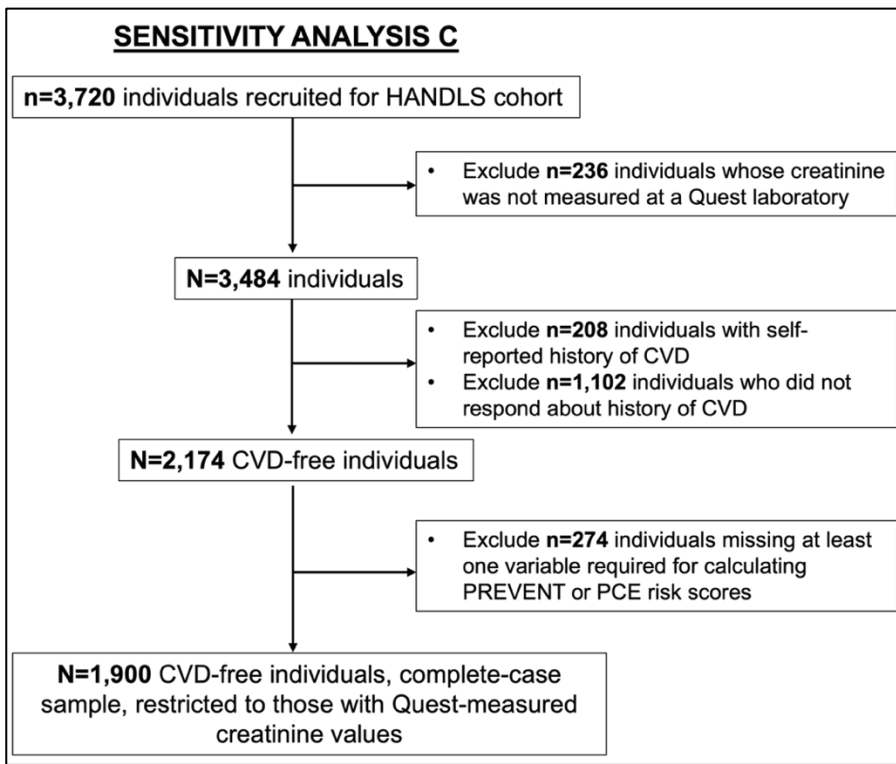 SENSITIVITY ANALYSIS C
n=3,720 individuals recruited for HANDLS cohort
• Exclude n=236 individuals whose creatinine
was not measured at a Quest laboratory
N=3,484 individuals
• Exclude n=208 individuals with self-
reported history of CVD
• Exclude n=1,102 individuals who did not
respond about history of CVD
N=2,174 CVD-free individuals
• Exclude n=274 individuals missing at least
one variable required for calculating
PREVENT or PCE risk scores
N=1,900 CVD-free individuals, complete-case
sample, restricted to those with Quest-measured
creatinine values